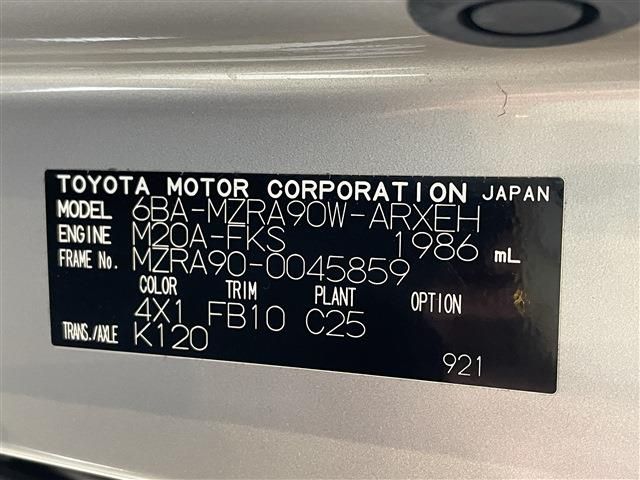 TOYOTA MOTOR CORPORATION JAPAN
MODEL 6BA-MZRA90W-ARXEH
ENGINE M20A-FKS 1986 mL
FRAME No. MZRA90-0045859
COLOR TRIM PLANT OPTION
4X1 FB10 C25
TRANS./AXLE K120
921